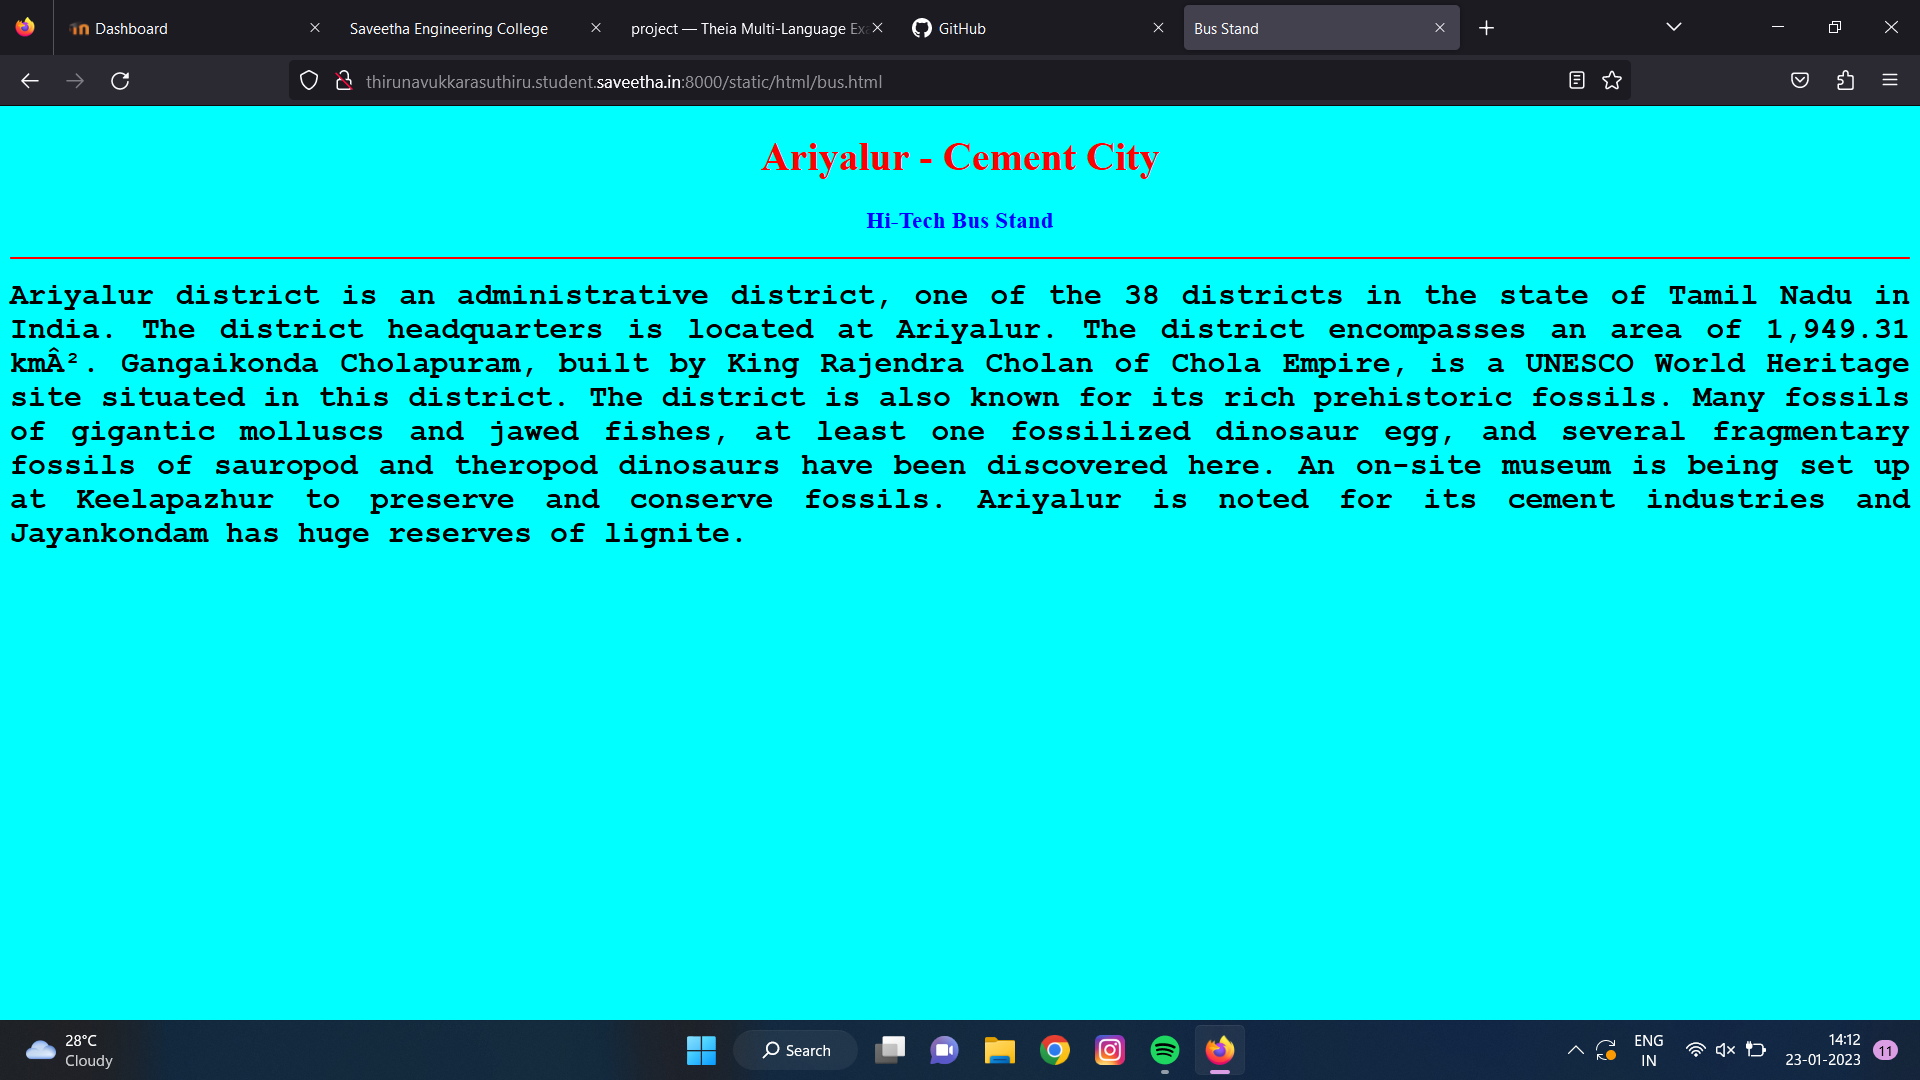 Dashboard
Saveetha Engineering College
project — Theia Multi-Language Ex
GitHub
Bus Stand
thirunavukkarasuthiru.student.saveetha.in:8000/static/html/bus.html
Ariyalur - Cement City
Hi-Tech Bus Stand
Ariyalur district is an administrative district, one of the 38 districts in the state of Tamil Nadu in
India. The district headquarters is located at Ariyalur. The district encompasses an area of 1,949.31
kmÂ². Gangaikonda Cholapuram, built by King Rajendra Cholan of Chola Empire, is a UNESCO World Heritage
site situated in this district. The district is also known for its rich prehistoric fossils. Many fossils
of gigantic molluscs and jawed fishes, at least one fossilized dinosaur egg, and several fragmentary
fossils of sauropod and theropod dinosaurs have been discovered here. An on-site museum is being set up
at Keelapazhur to preserve and conserve fossils. Ariyalur is noted for its cement industries and
Jayankondam has huge reserves of lignite.
28°C
Cloudy
Search
ENG
IN
14:12
23-01-2023
11